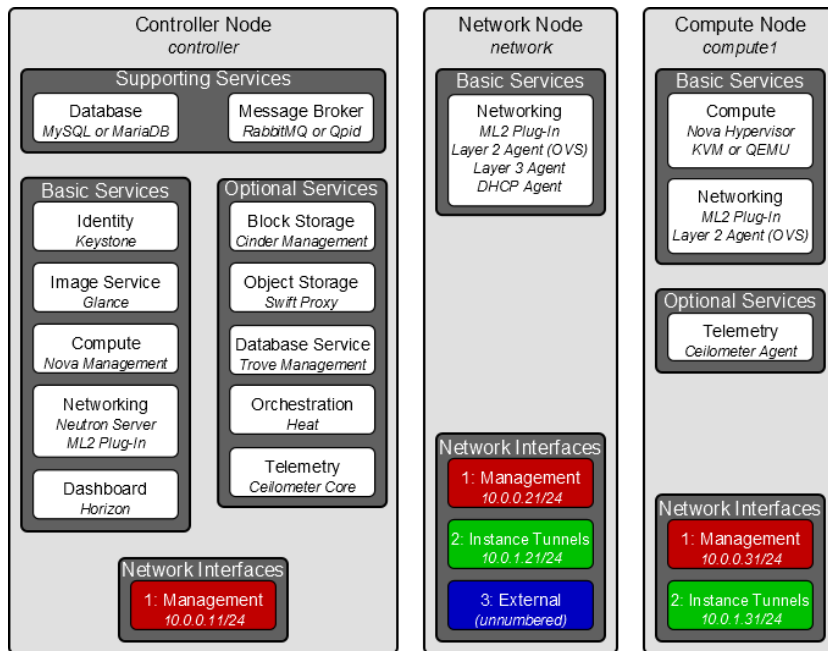 Controller Node
controller
Supporting Services
Database
MySQL or MariaDB
Message Broker
RabbitMQ or Qpid
Basic Services
Identity
Keystone
Image Service
Glance
Compute
Nova Management
Networking
Neutron Server
ML2 Plug-In
Dashboard
Horizon
Optional Services
Block Storage
Cinder Management
Object Storage
Swift Proxy
Database Service
Trove Management
Orchestration
Heat
Telemetry
Ceilometer Core
Network Interfaces
1: Management
10.0.0.11/24
Network Node
network
Basic Services
Networking
ML2 Plug-In
Layer 2 Agent (OVS)
Layer 3 Agent
DHCP Agent
Network Interfaces
1: Management
10.0.0.21/24
2: Instance Tunnels
10.0.1.21/24
3: External
(unnumbered)
Compute Node
compute1
Basic Services
Compute
Nova Hypervisor
KVM or QEMU
Networking
ML2 Plug-In
Layer 2 Agent (OVS)
Optional Services
Telemetry
Ceilometer Agent
Network Interfaces
1: Management
10.0.0.31/24
2: Instance Tunnels
10.0.1.31/24